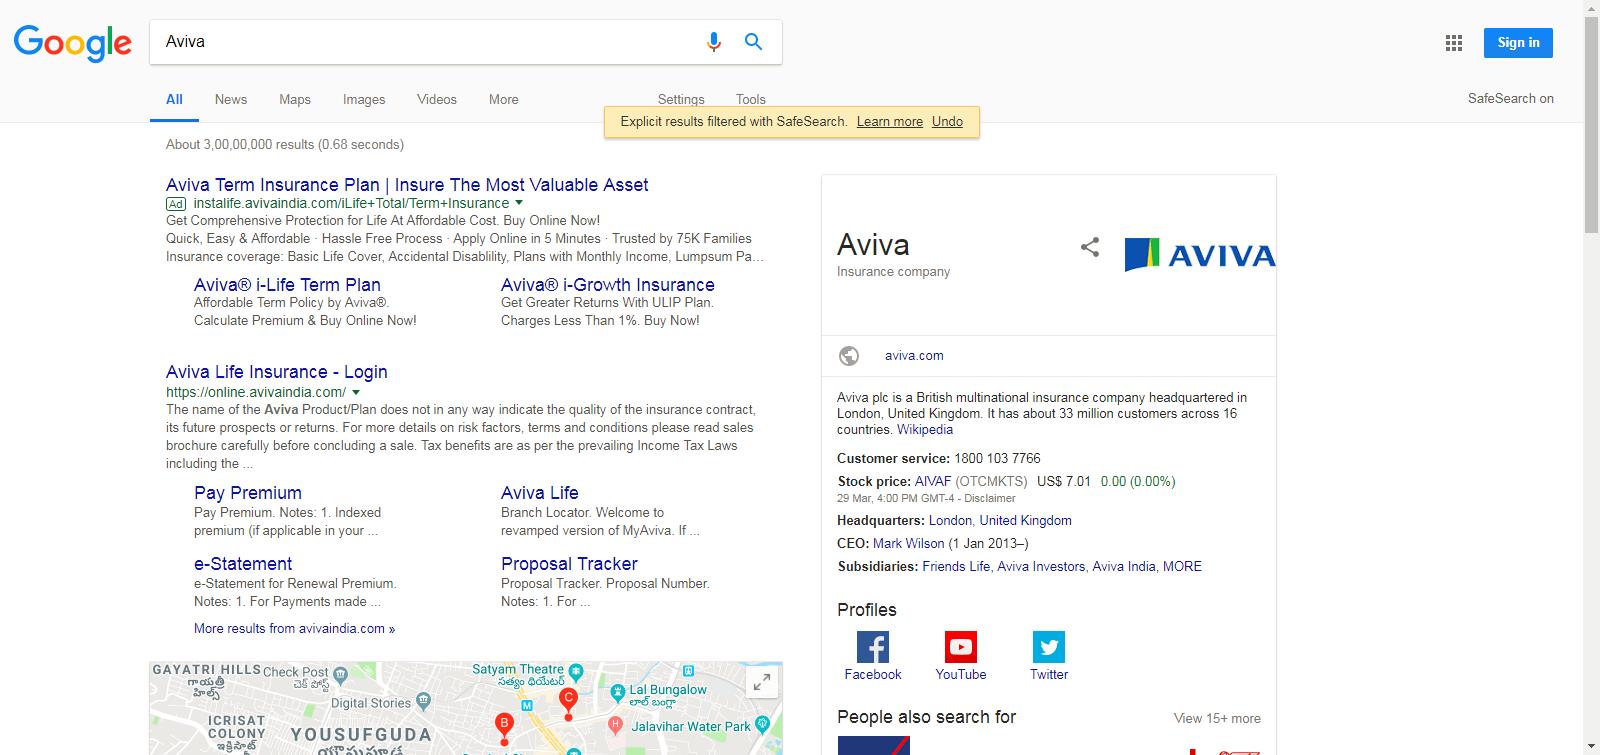 Google
Aviva
Sign in
All News Maps Images Videos More Settings Tools
SafeSearch on
Explicit results filtered with SafeSearch. Learn more Undo
About 3,00,00,000 results (0.68 seconds)
Aviva Term Insurance Plan | Insure The Most Valuable Asset
Ad instalife.avivaindia.com/iLife+Total/Term+Insurance
Get Comprehensive Protection for Life At Affordable Cost. Buy Online Now!
Quick, Easy & Affordable · Hassle Free Process · Apply Online in 5 Minutes · Trusted by 75K Families
Insurance coverage: Basic Life Cover, Accidental Disablility, Plans with Monthly Income, Lumpsum Pa…
Aviva® i-Life Term Plan
Affordable Term Policy by Aviva®.
Calculate Premium & Buy Online Now!
Aviva® i-Growth Insurance
Get Greater Returns With ULIP Plan.
Charges Less Than 1%. Buy Now!
Aviva Life Insurance - Login
https://online.avivaindia.com/
The name of the Aviva Product/Plan does not in any way indicate the quality of the insurance contract,
its future prospects or returns. For more details on risk factors, terms and conditions please read sales
brochure carefully before concluding a sale. Tax benefits are as per the prevailing Income Tax Laws
including the ...
Pay Premium
Pay Premium. Notes: 1. Indexed
premium (if applicable in your ...
Aviva Life
Branch Locator. Welcome to
revamped version of MyAviva. If ...
e-Statement
e-Statement for Renewal Premium.
Notes: 1. For Payments made ...
Proposal Tracker
Proposal Tracker. Proposal Number.
Notes: 1. For ...
More results from avivaindia.com »
GAYATRI HILLS
గాయత్రీ
హిల్స్
Check Post
చెక్ పోస్ట్
Satyam Theatre
సత్యం థియేటర్
Digital Stories
Lal Bungalow
లాల్ బంగ్లా
M
C
B
H
ICRISAT
COLONY
YOUSUFGUDA
Jalavihar Water Park
Aviva
Insurance company
AVIVA
aviva.com
Aviva plc is a British multinational insurance company headquartered in
London, United Kingdom. It has about 33 million customers across 16
countries. Wikipedia
Customer service: 1800 103 7766
Stock price: AIVAF (OTCMKTS) US$ 7.01 0.00 (0.00%)
29 Mar, 4:00 PM GMT-4 - Disclaimer
Headquarters: London, United Kingdom
CEO: Mark Wilson (1 Jan 2013–)
Subsidiaries: Friends Life, Aviva Investors, Aviva India, MORE
Profiles
Facebook YouTube Twitter
People also search for
View 15+ more